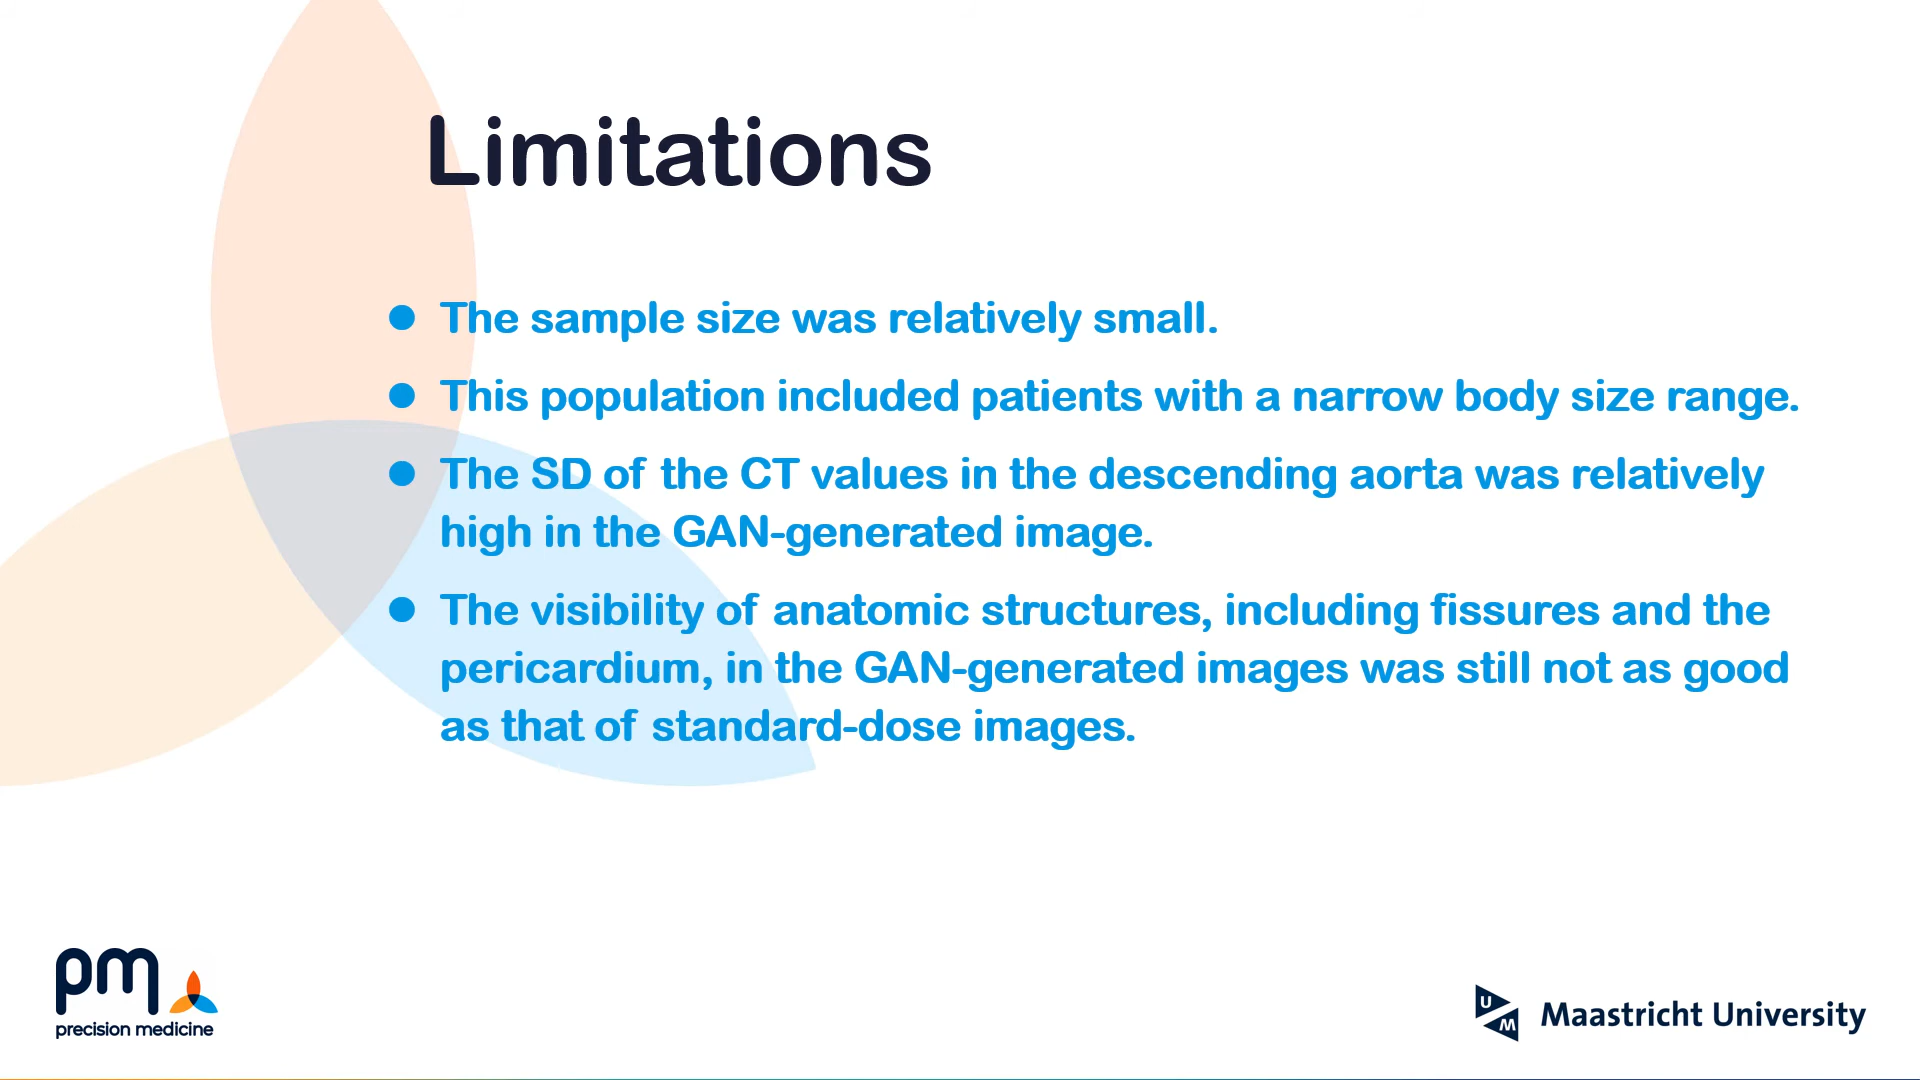 Limitations
The sample size was relatively small.
This population included patients with a narrow body size range.
The SD of the CT values in the descending aorta was relatively
high in the GAN-generated image.
The visibility of anatomic structures, including fissures and the
pericardium, in the GAN-generated images was still not as good
as that of standard-dose images.
pm
precision medicine
UM
Maastricht University